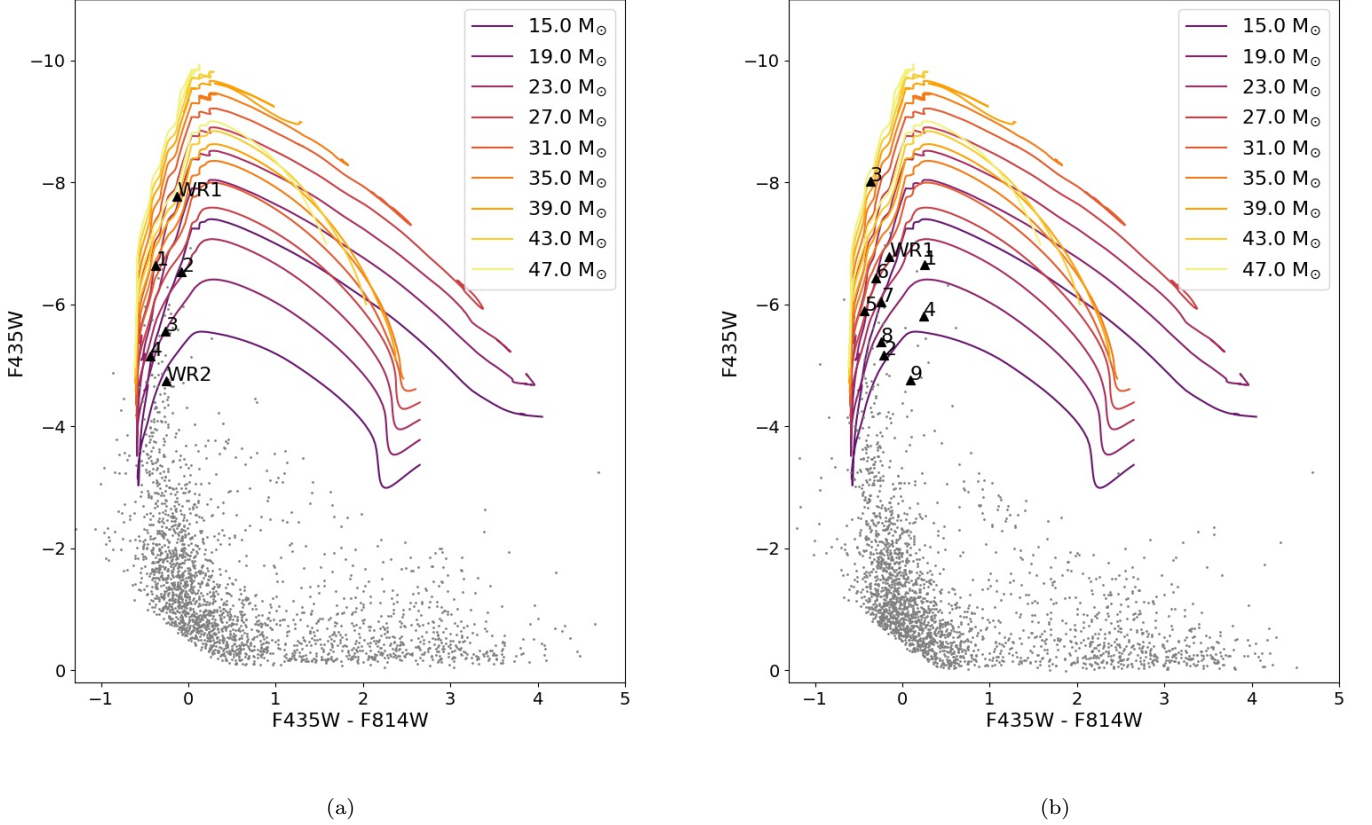 −10
−8
−6
−4
−2
0
F435W
−1
0
1
2
3
4
5
F435W - F814W
15.0 M⊙
19.0 M⊙
23.0 M⊙
27.0 M⊙
31.0 M⊙
35.0 M⊙
39.0 M⊙
43.0 M⊙
47.0 M⊙
WR1
1
2
3
4
WR2
(a)
−10
−8
−6
−4
−2
0
F435W
−1
0
1
2
3
4
5
F435W - F814W
15.0 M⊙
19.0 M⊙
23.0 M⊙
27.0 M⊙
31.0 M⊙
35.0 M⊙
39.0 M⊙
43.0 M⊙
47.0 M⊙
3
WR1
1
6
7
5
4
8
2
9
(b)